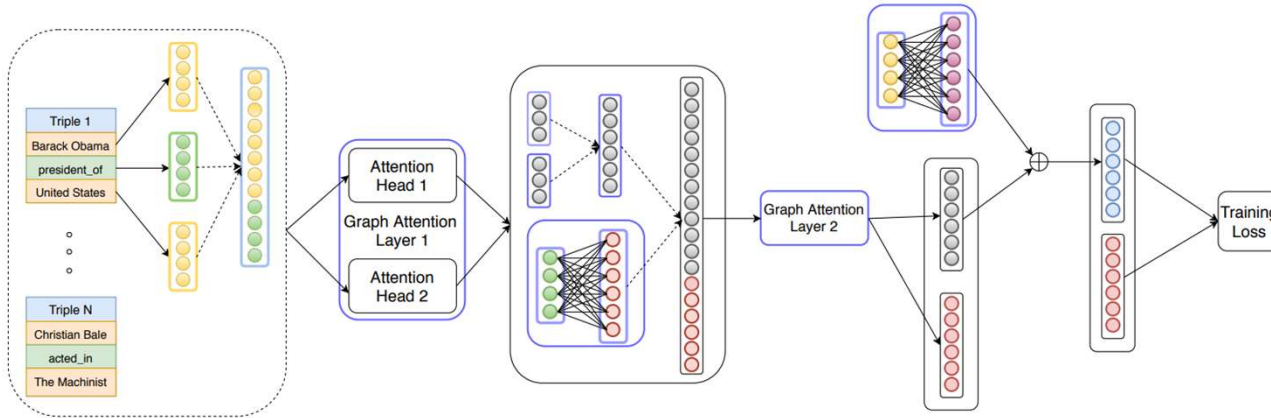 Triple 1
Barack Obama
president_of
United States
Triple N
Christian Bale
acted_in
The Machinist
Attention
Head 1
Graph Attention
Layer 1
Attention
Head 2
Graph Attention
Layer 2
Training
Loss